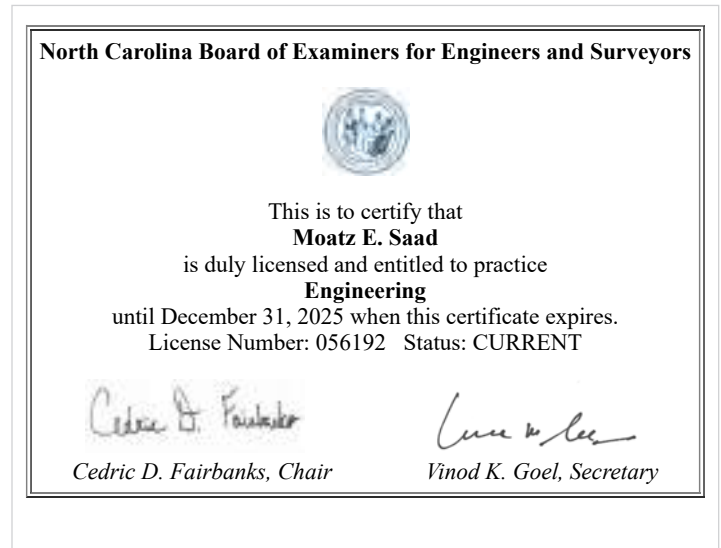 North Carolina Board of Examiners for Engineers and Surveyors
This is to certify that
Moatz E. Saad
is duly licensed and entitled to practice
Engineering
until December 31, 2025 when this certificate expires.
License Number: 056192 Status: CURRENT
Cedric D. Fairbanks
Cedric D. Fairbanks, Chair
Vinod K. Goel, Secretary